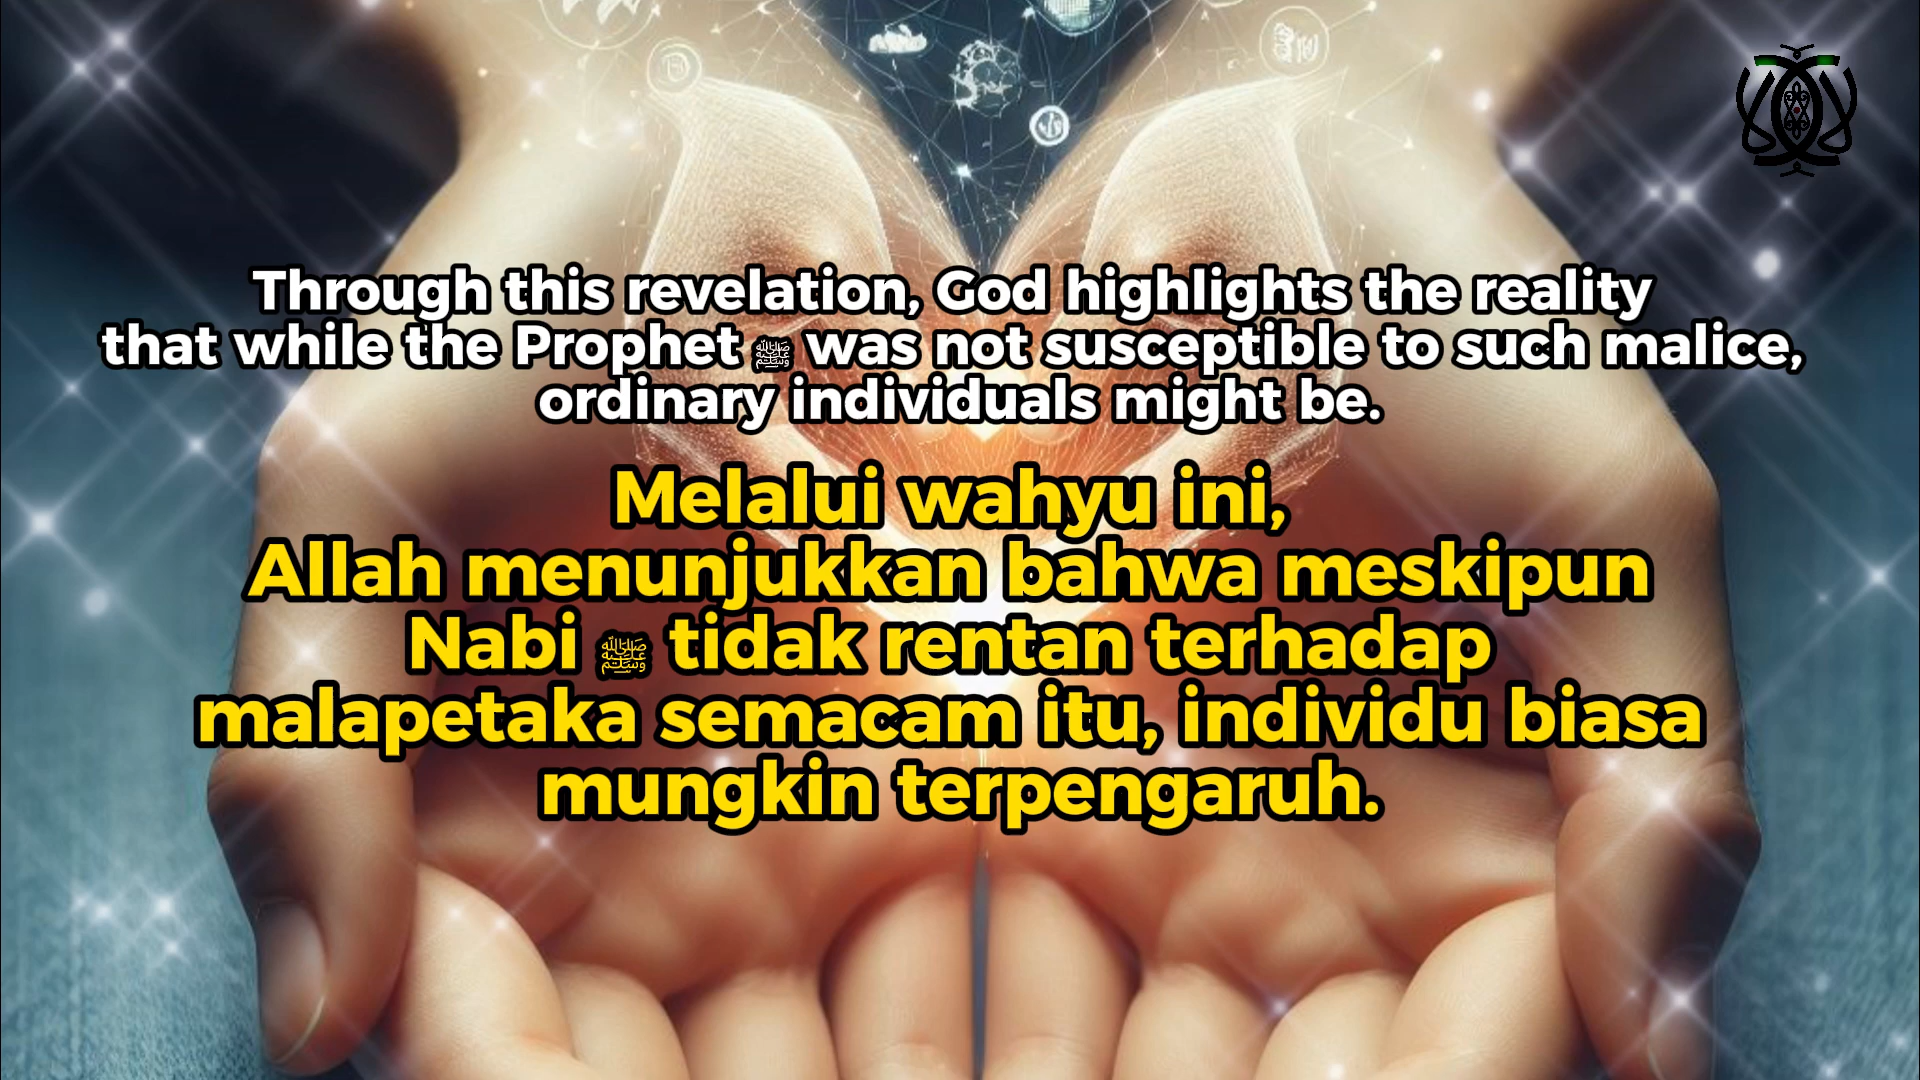 Through this revelation, God highlights the reality
that while the Prophet ﷺ was not susceptible to such malice,
ordinary individuals might be.
Melalui wahyu ini,
Allah menunjukkan bahwa meskipun
Nabi ﷺ tidak rentan terhadap
malapetaka semacam itu, individu biasa
mungkin terpengaruh.